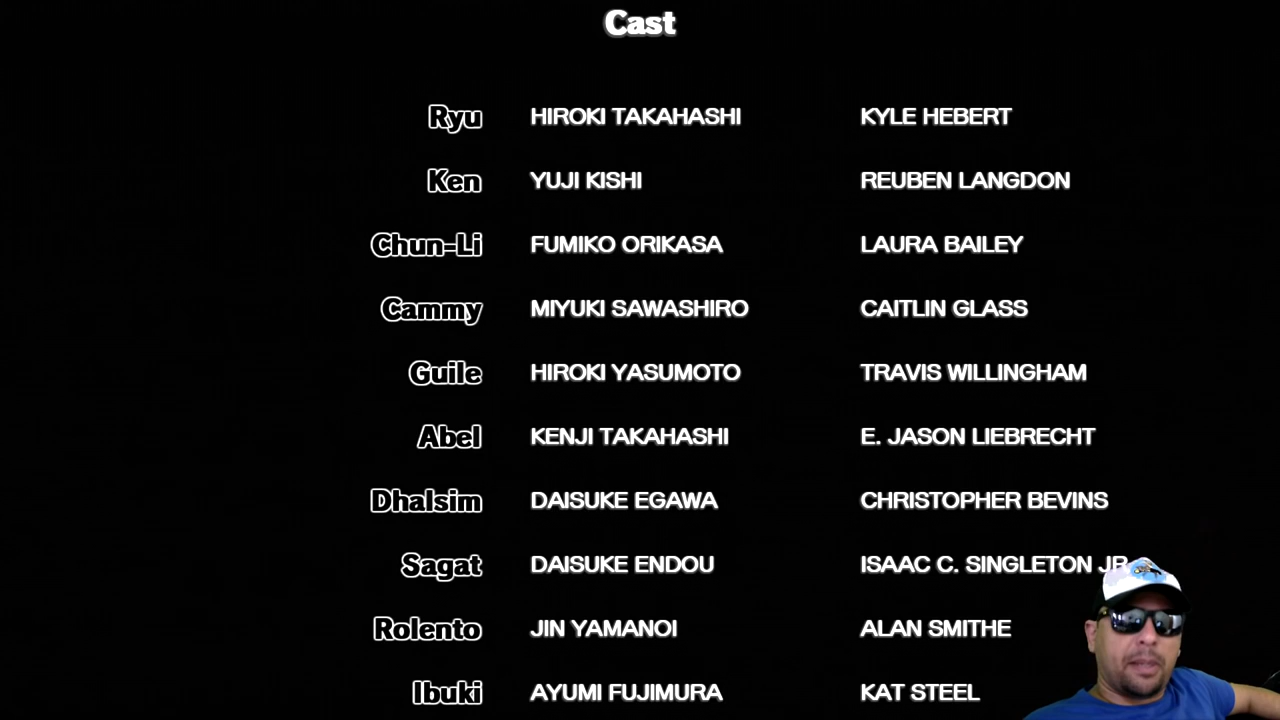 Cast
Ryu HIROKI TAKAHASHI KYLE HEBERT
Ken YUJI KISHI REUBEN LANGDON
Chun-Li FUMIKO ORIKASA LAURA BAILEY
Cammy MIYUKI SAWASHIRO CAITLIN GLASS
Guile HIROKI YASUMOTO TRAVIS WILLINGHAM
Abel KENJI TAKAHASHI E. JASON LIEBRECHT
Dhalsim DAISUKE EGAWA CHRISTOPHER BEVINS
Sagat DAISUKE ENDOU ISAAC C. SINGLETON JR
Rolento JIN YAMANOI ALAN SMITHE
Ibuki AYUMI FUJIMURA KAT STEEL